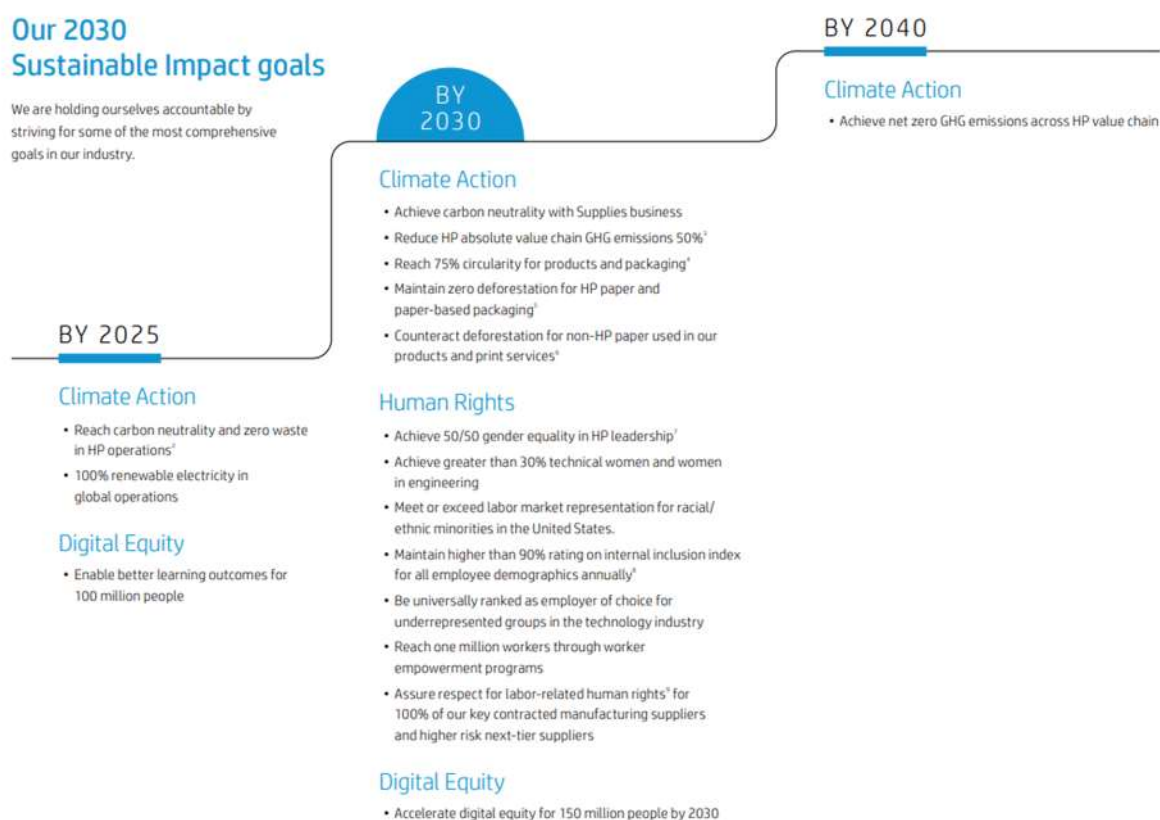 Our 2030
Sustainable Impact goals
We are holding ourselves accountable by
striving for some of the most comprehensive
goals in our industry.
BY 2025
Climate Action
• Reach carbon neutrality and zero waste
in HP operations²
• 100% renewable electricity in
global operations
Digital Equity
• Enable better learning outcomes for
100 million people
BY
2030
Climate Action
• Achieve carbon neutrality with Supplies business
• Reduce HP absolute value chain GHG emissions 50%
• Reach 75% circularity for products and packaging⁴
• Maintain zero deforestation for HP paper and
paper-based packaging⁵
• Counteract deforestation for non-HP paper used in our
products and print services⁶
Human Rights
• Achieve 50/50 gender equality in HP leadership⁷
• Achieve greater than 30% technical women and women
in engineering
• Meet or exceed labor market representation for racial/
ethnic minorities in the United States.
• Maintain higher than 90% rating on internal inclusion index
for all employee demographics annually⁸
• Be universally ranked as employer of choice for
underrepresented groups in the technology industry
• Reach one million workers through worker
empowerment programs
• Assure respect for labor-related human rights⁹ for
100% of our key contracted manufacturing suppliers
and higher risk next-tier suppliers
Digital Equity
• Accelerate digital equity for 150 million people by 2030
BY 2040
Climate Action
• Achieve net zero GHG emissions across HP value chain